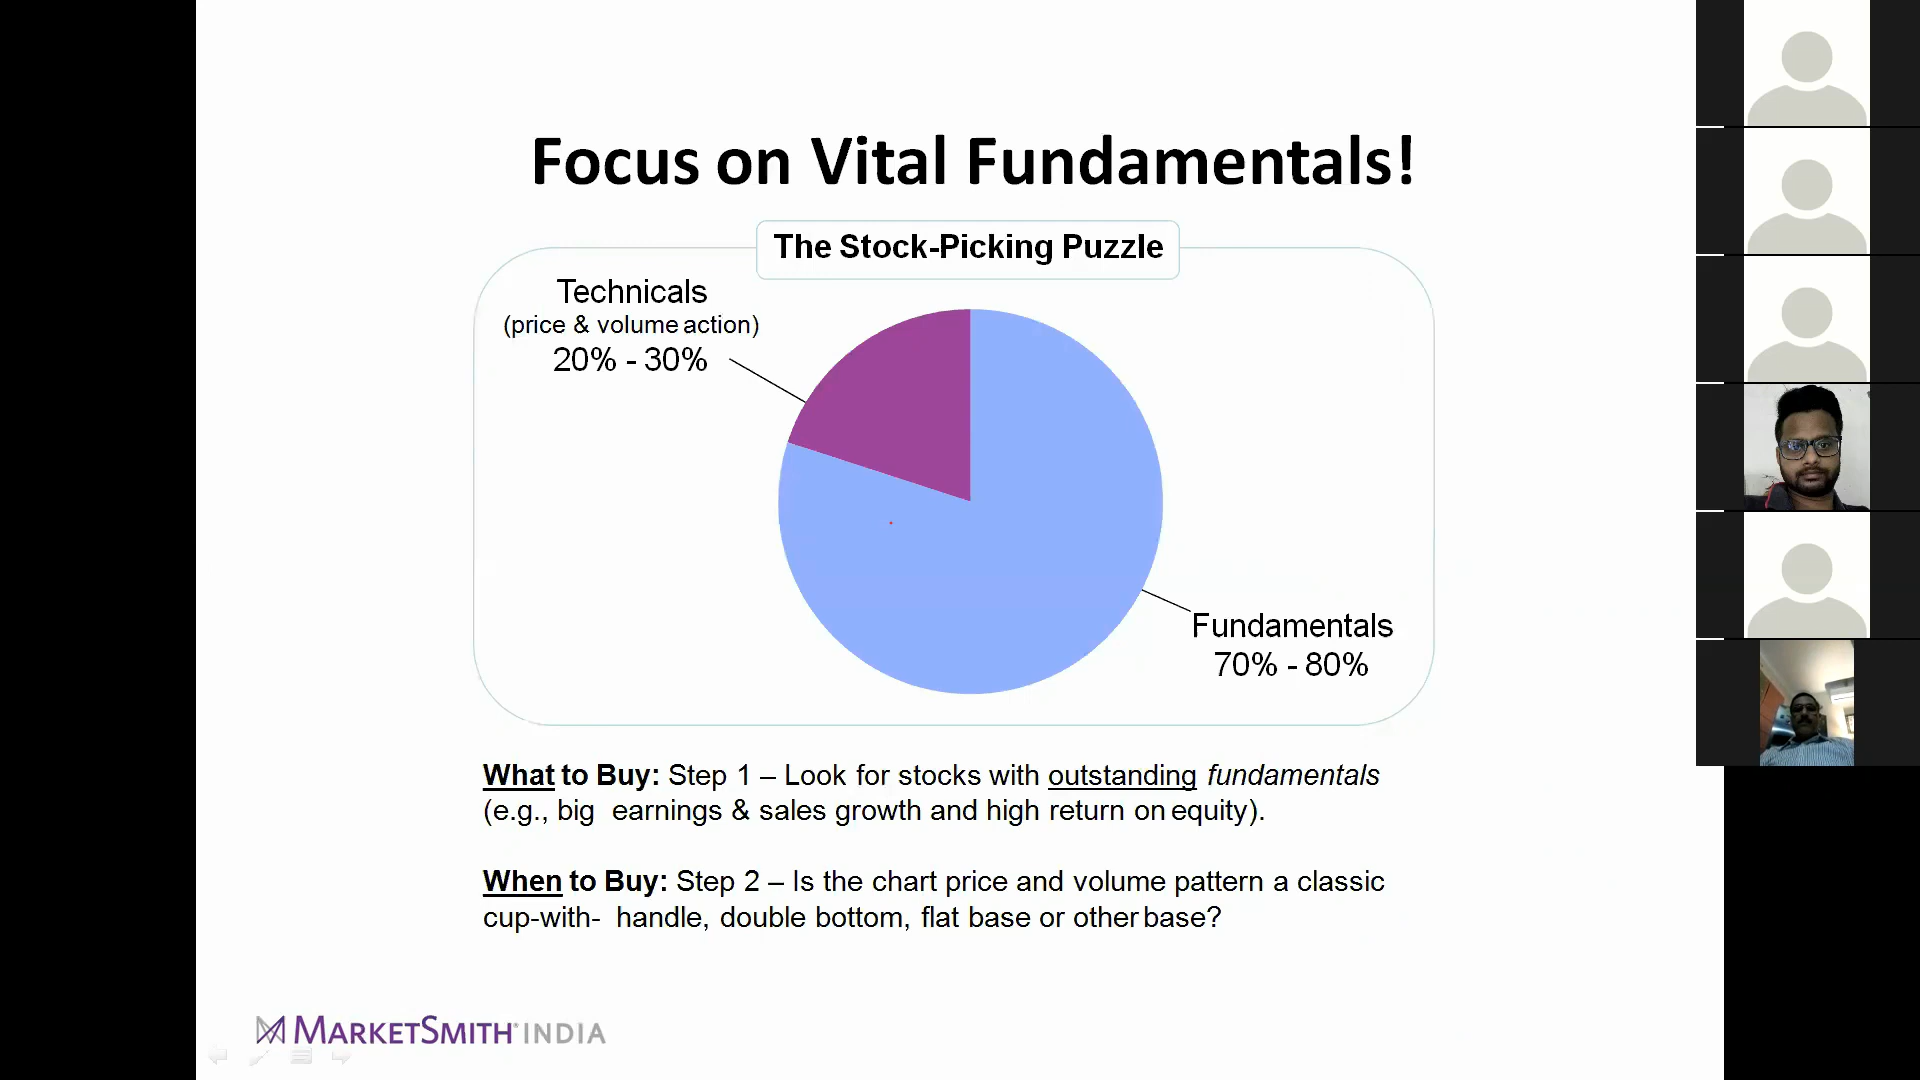 Focus on Vital Fundamentals!
The Stock-Picking Puzzle
Technicals
(price & volume action)
20% - 30%
Fundamentals
70% - 80%
What to Buy: Step 1 – Look for stocks with outstanding fundamentals
(e.g., big earnings & sales growth and high return on equity).
When to Buy: Step 2 – Is the chart price and volume pattern a classic
cup-with- handle, double bottom, flat base or other base?
MARKETSMITH INDIA